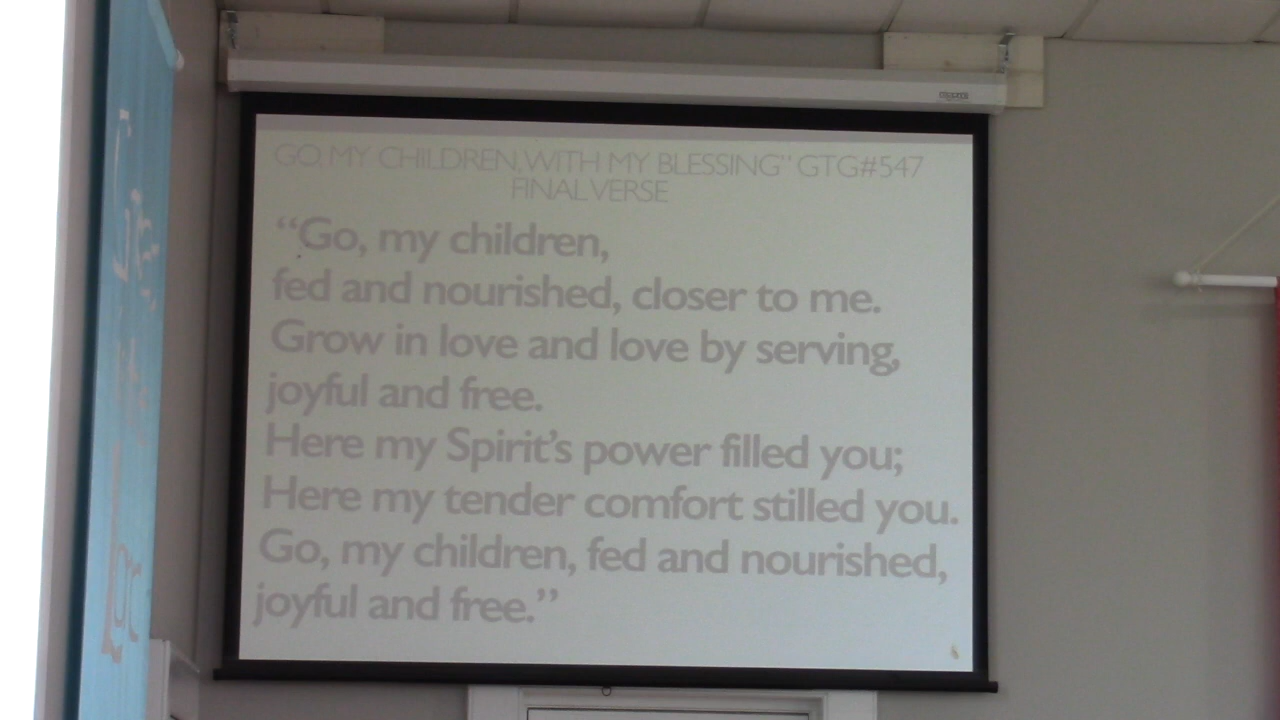 GO, MY CHILDREN, WITH MY BLESSING" GTG#547
FINAL VERSE
“Go, my children,
fed and nourished, closer to me.
Grow in love and love by serving,
joyful and free.
Here my Spirit’s power filled you;
Here my tender comfort stilled you.
Go, my children, fed and nourished,
joyful and free.”